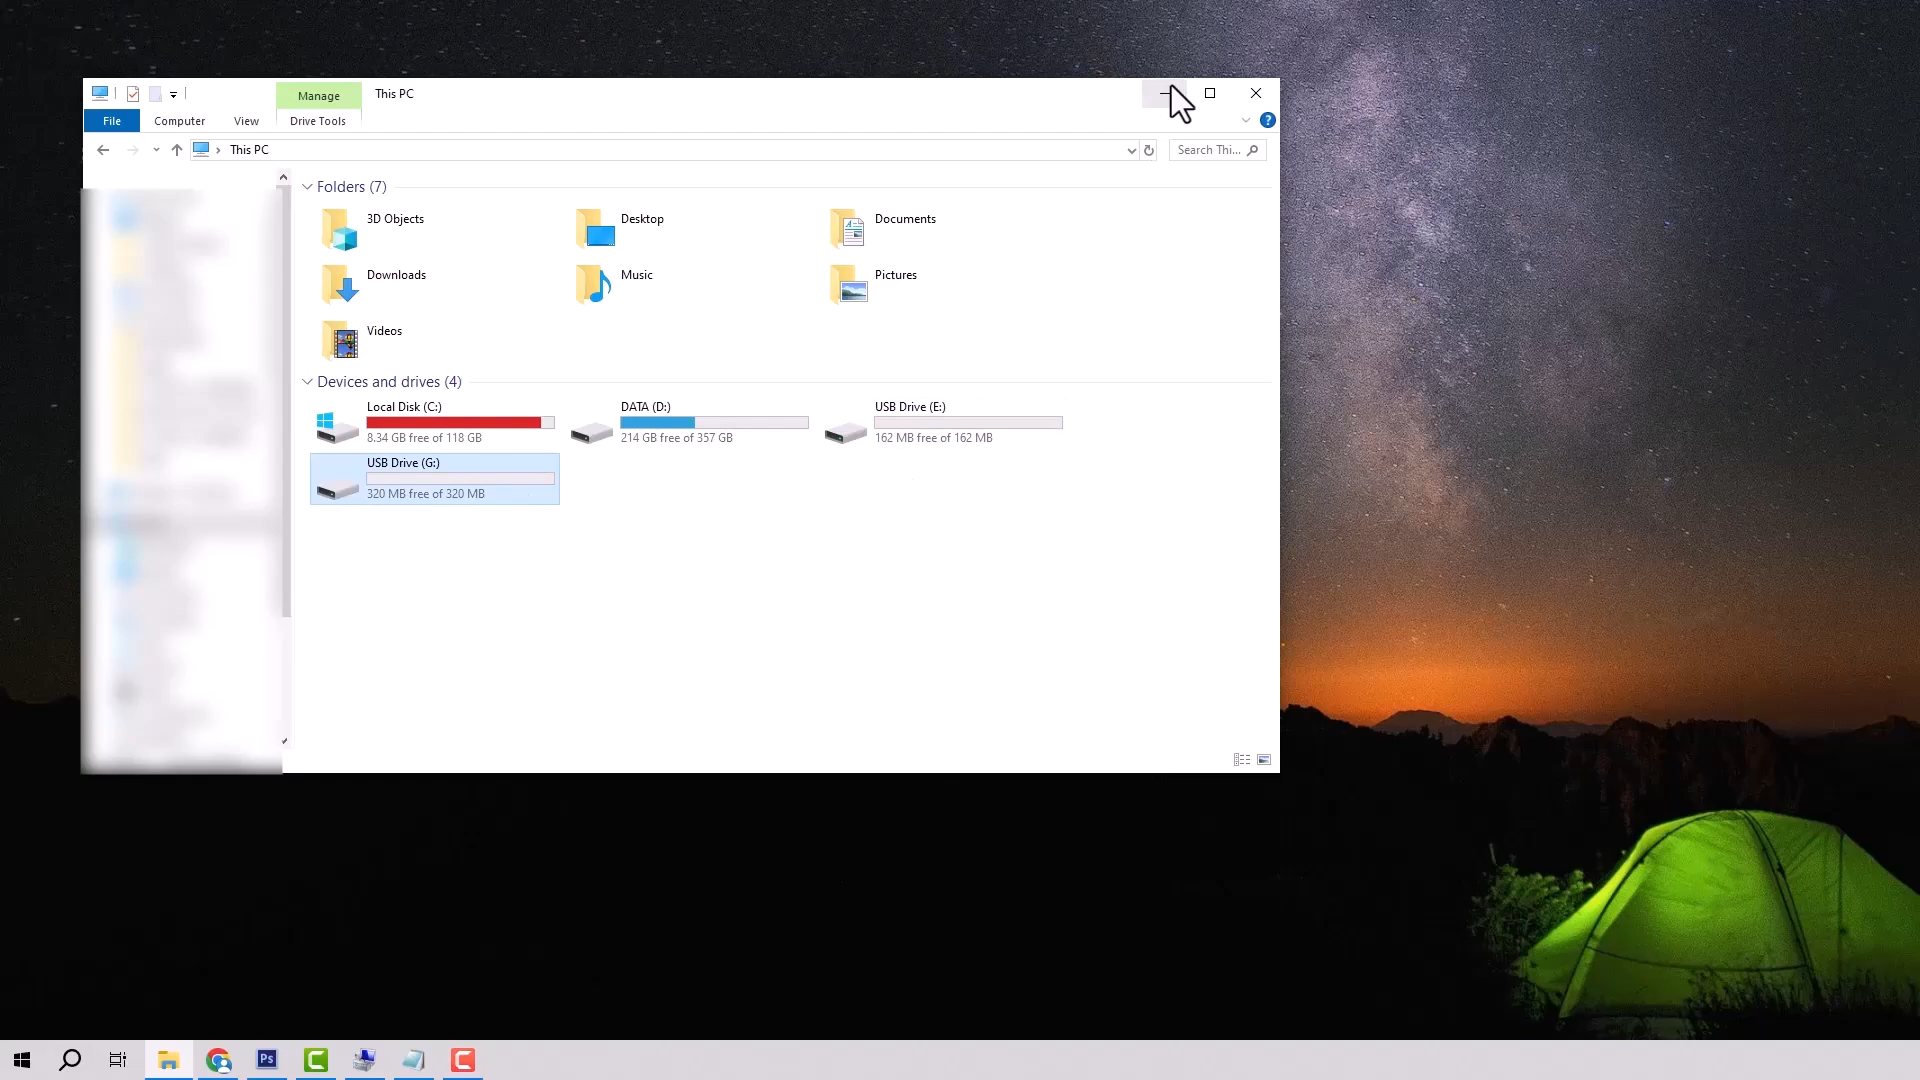 Manage
This PC
File
Computer
View
Drive Tools
?
This PC
Search Thi...
Folders (7)
3D Objects
Desktop
Documents
Downloads
Music
Pictures
Videos
Devices and drives (4)
Local Disk (C:)
8.34 GB free of 118 GB
DATA (D:)
214 GB free of 357 GB
USB Drive (E:)
162 MB free of 162 MB
USB Drive (G:)
320 MB free of 320 MB
Ps